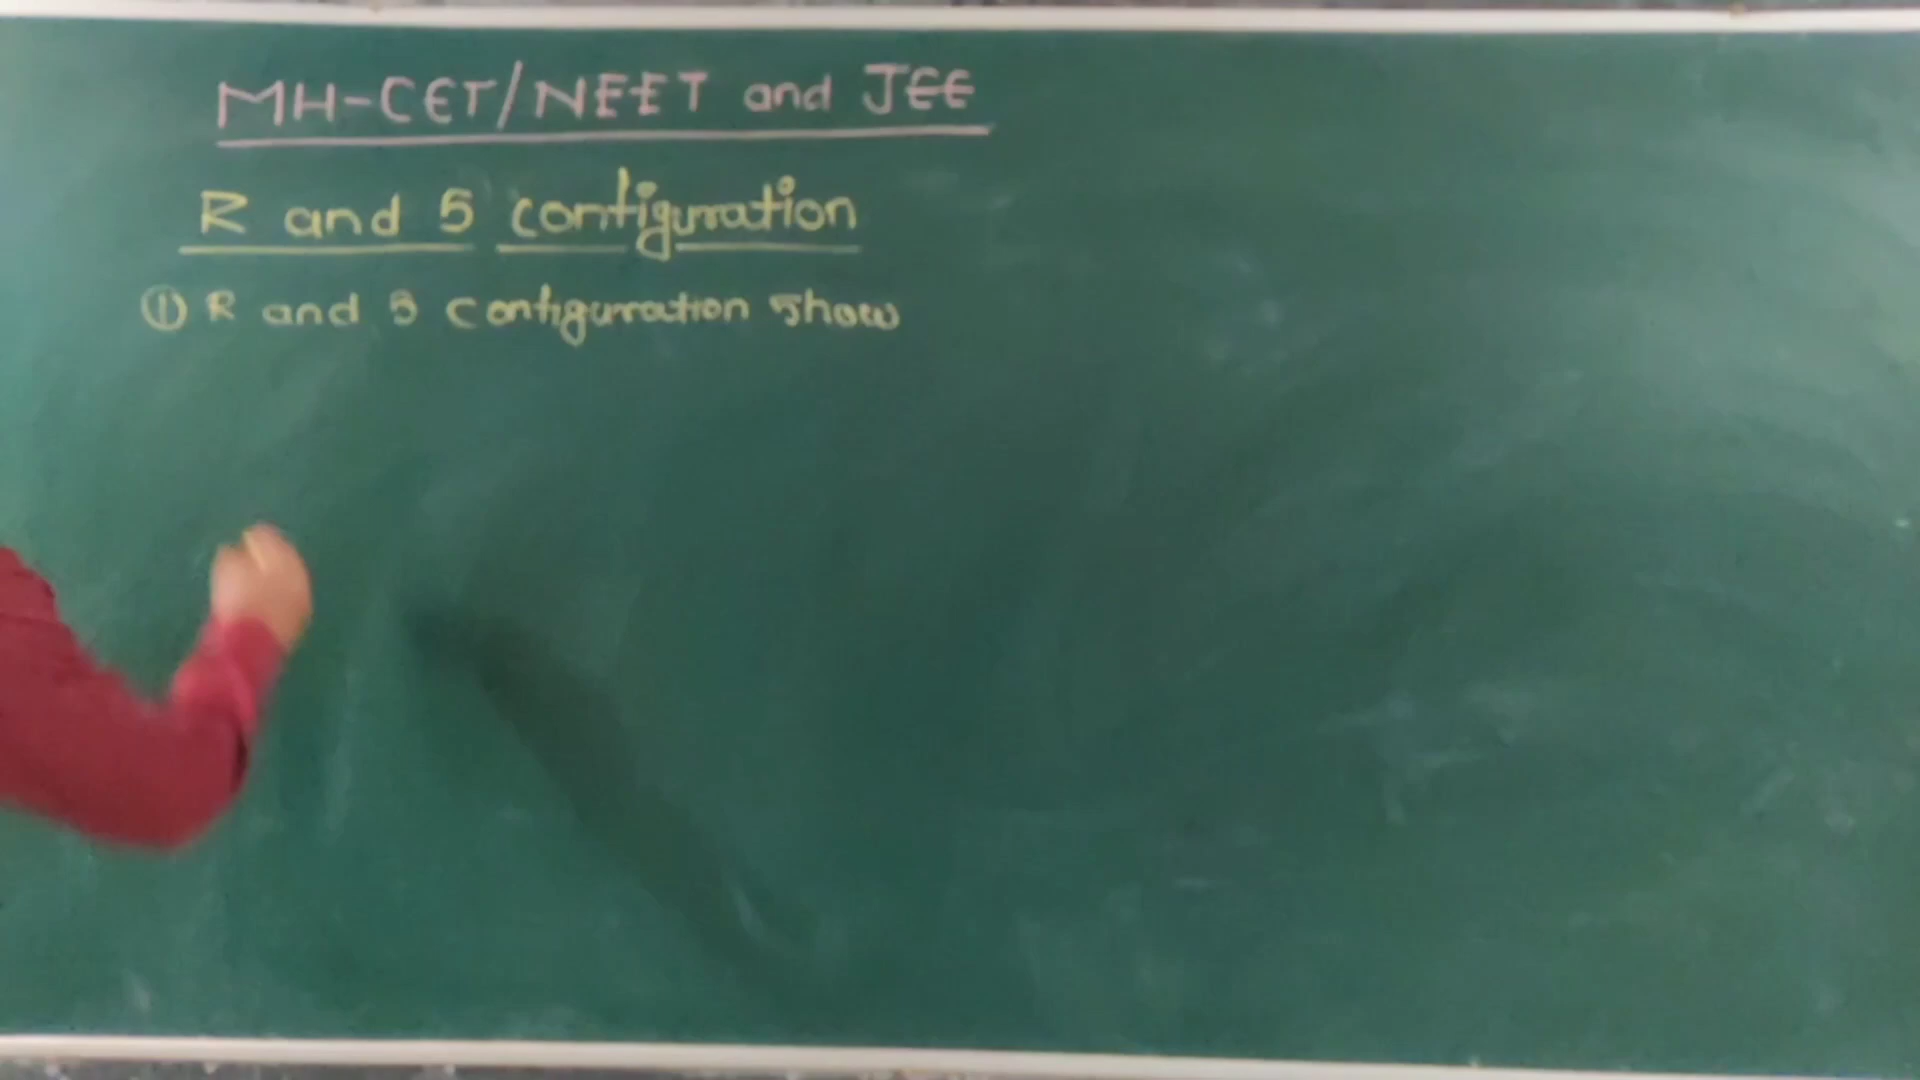 MH-CET/NEET and JEE
R and S configuration
① R and S configuration show